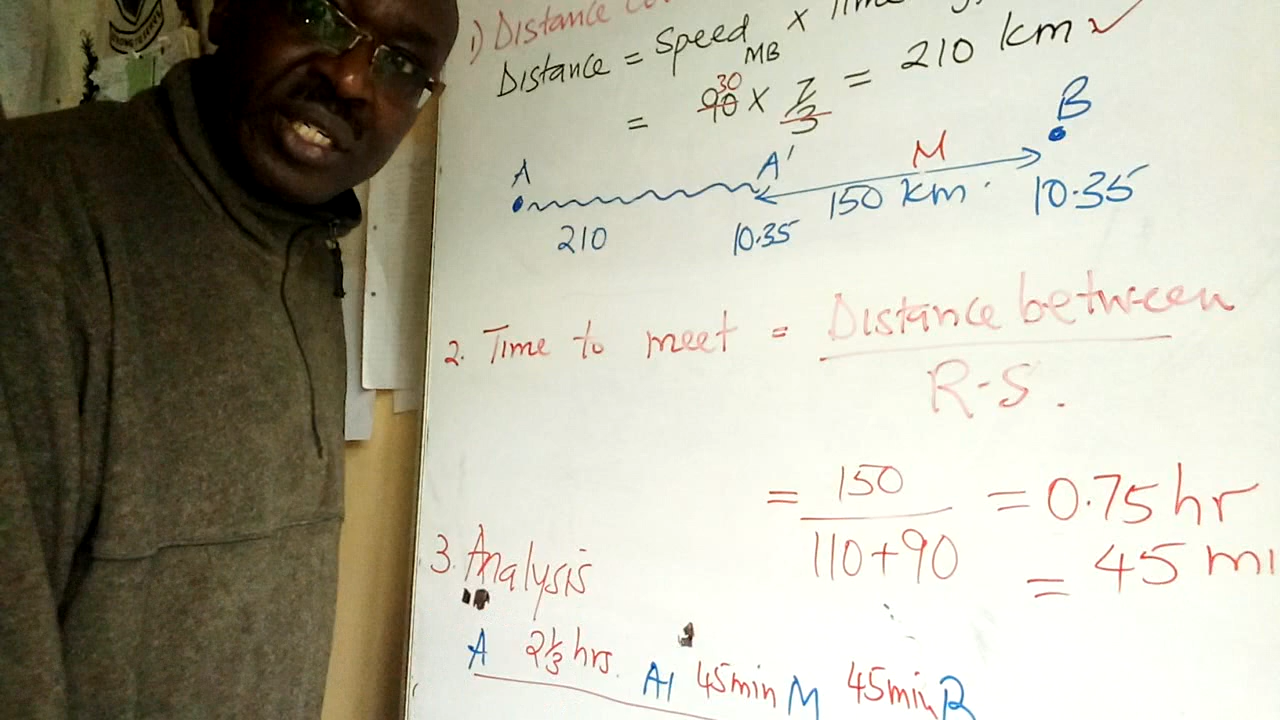 1) Distance
Distance = Speed x Time
MB
30
= 90 x 7/3 = 210 km ✓
A A' M B
210 10.35 150 km. 10.35
2. Time to meet = Distance between
R.S.
= 150 = 0.75 hr
110+90 = 45 mi
3. Analysis
A 2⅓ hrs. A1 45min M 45min B